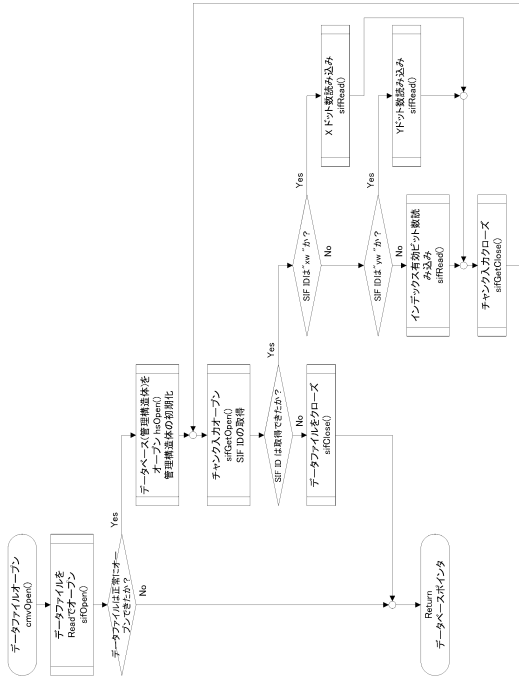 データファイルオープン
cmvOpen()
データファイルを
Readでオープン
sifOpen()
データファイルは正常にオー
プンできたか？
Yes
No
データベース(管理構造体)を
オープン hsOpen()
管理構造体の初期化
チャンク入力オープン
sifGetOpen()
SIF IDの取得
SIF ID は取得できたか？
Yes
No
データファイルをクローズ
sifClose()
SIF IDは"xw "か？
Yes
No
X ドット数読み込み
sifRead()
SIF IDは"yw "か？
Yes
No
Yドット数読み込み
sifRead()
インデックス有効ビット数読
み込み
sifRead()
チャンク入力クローズ
sifGetClose()
Return
データベースポインタ